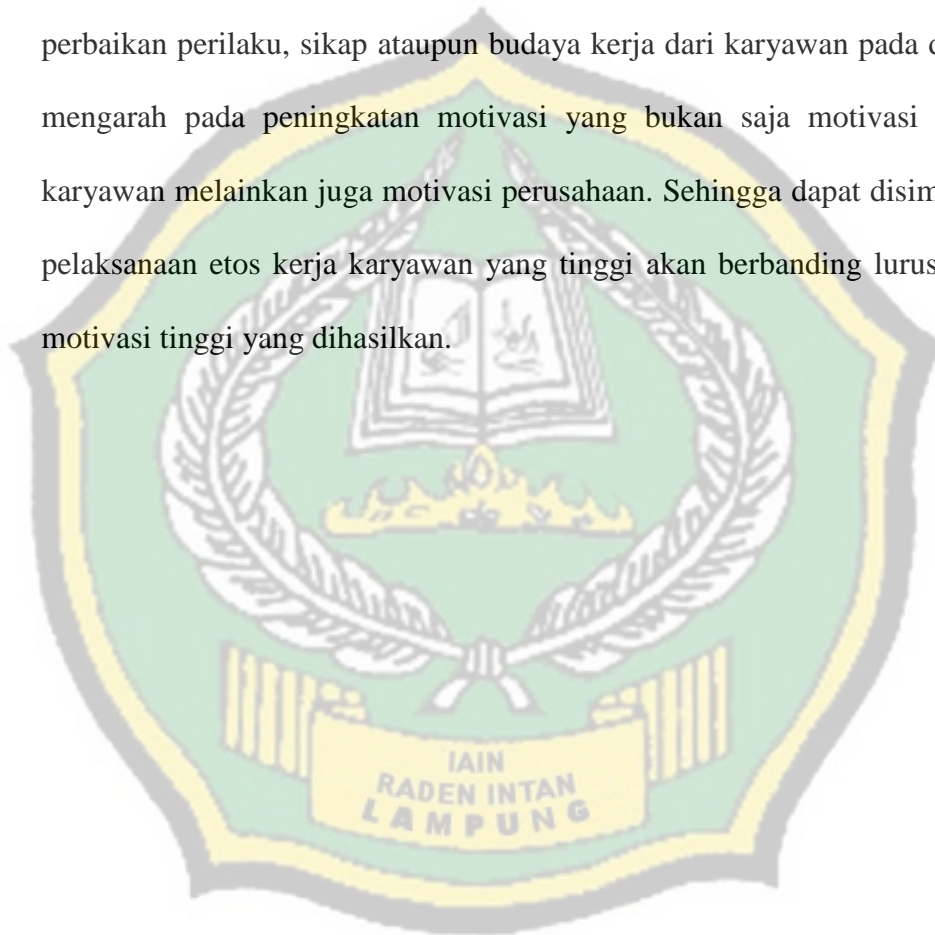 perbaikan perilaku, sikap ataupun budaya kerja dari karyawan pada
mengarah pada peningkatan motivasi yang bukan saja motivasi
karyawan melainkan juga motivasi perusahaan. Sehingga dapat
pelaksanaan etos kerja karyawan yang tinggi akan berbanding lurus
motivasi tinggi yang dihasilkan.
IAIN
RADEN INTAN
LAMPUNG